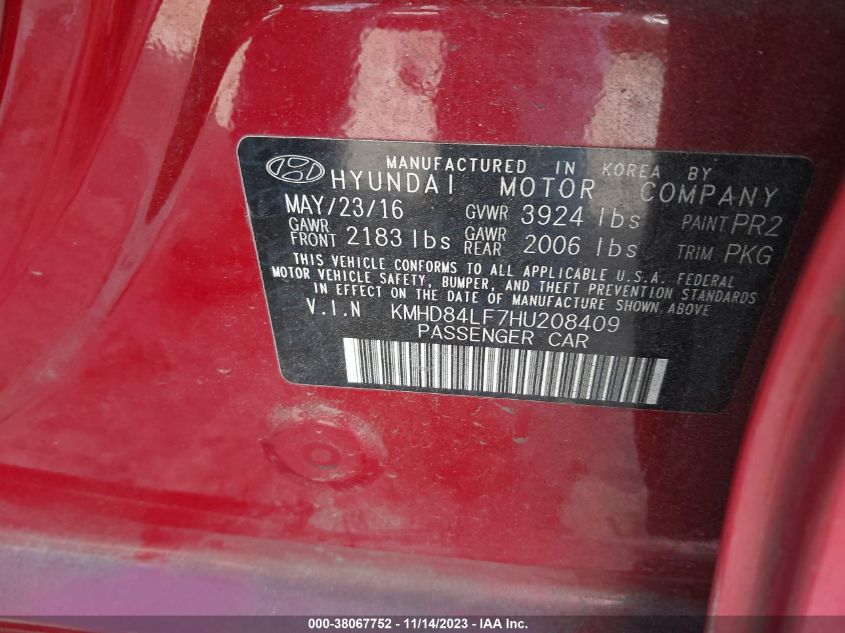 MANUFACTURED IN KOREA BY
HYUNDAI MOTOR COMPANY
MAY/23/16 GVWR 3924 lbs PAINT PR2
GAWR FRONT 2183 lbs GAWR REAR 2006 lbs TRIM PKG
THIS VEHICLE CONFORMS TO ALL APPLICABLE U.S.A. FEDERAL
MOTOR VEHICLE SAFETY, BUMPER, AND THEFT PREVENTION STANDARDS
IN EFFECT ON THE DATE OF MANUFACTURE SHOWN ABOVE
V.I.N KMHD84LF7HU208409
PASSENGER CAR
000-38067752 - 11/14/2023 - IAA Inc.